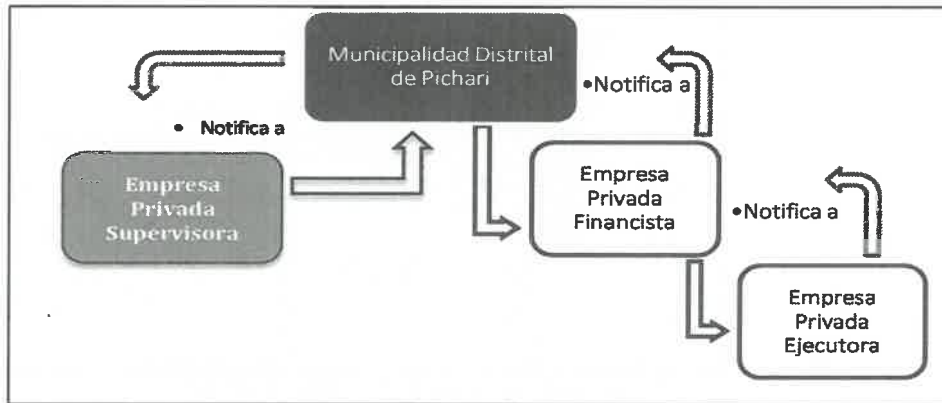 Municipalidad Distrital
de Pichari
•Notifica a
• Notifica a
Empresa
Privada
Supervisora
Empresa
Privada
Financista
•Notifica a
Empresa
Privada
Ejecutora